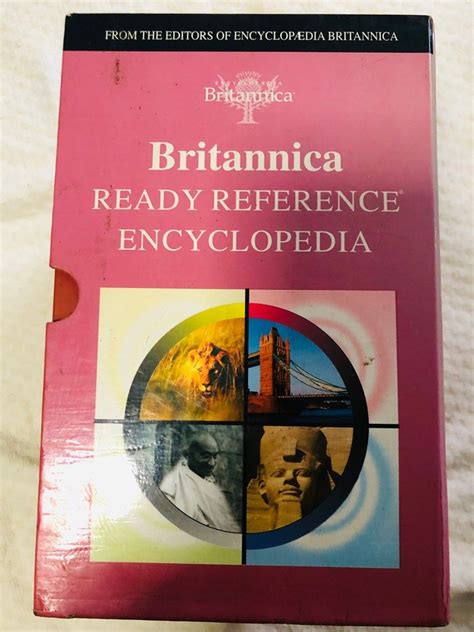 FROM THE EDITORS OF ENCYCLOPÆDIA BRITANNICA
Britannica
Britannica
READY REFERENCE®
ENCYCLOPEDIA